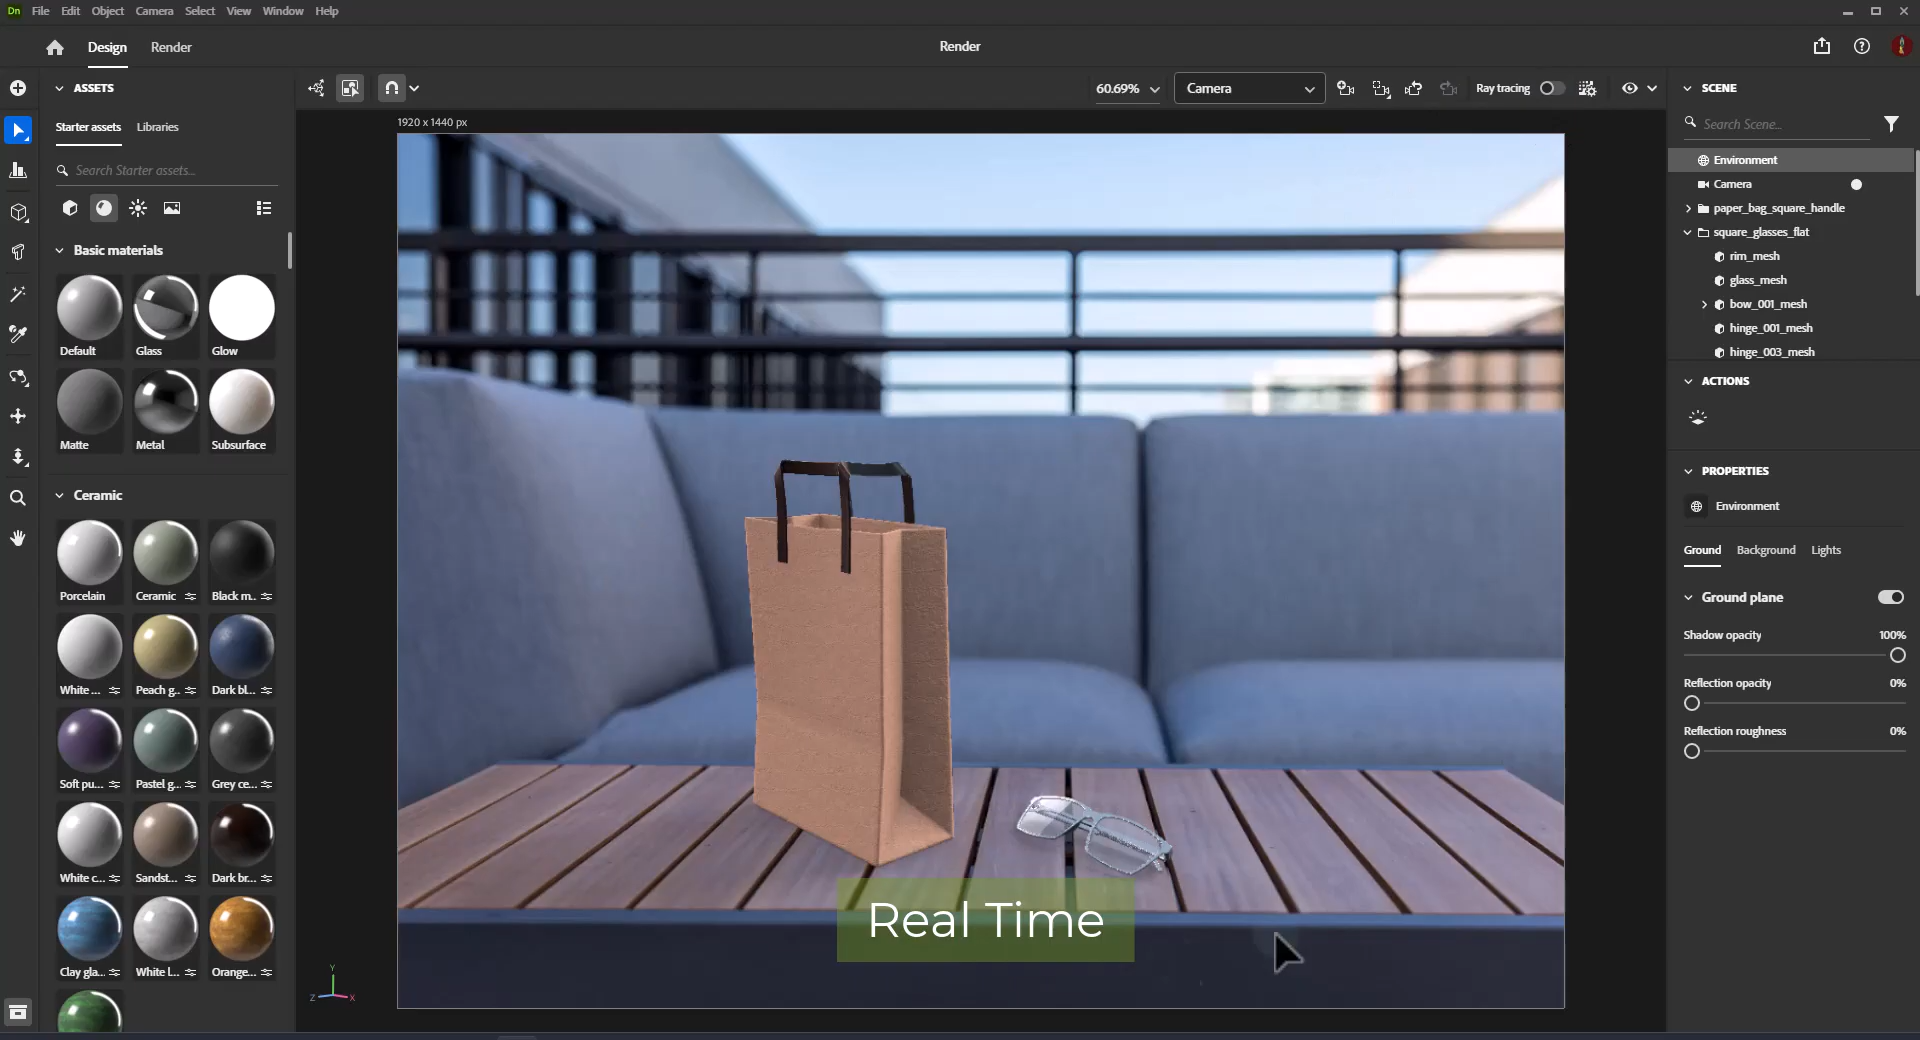 Dn File Edit Object Camera Select View Window Help
Design Render
Render
ASSETS
Starter assets Libraries
Search Starter assets...
Basic materials
Default Glass Glow
Matte Metal Subsurface
Ceramic
Porcelain Ceramic Black m...
White ... Peach g... Dark bl...
Soft pu... Pastel g... Grey ce...
White c... Sandst... Dark br...
Clay gla... White l... Orange...
60.69% Camera Ray tracing
1920 x 1440 px
Real Time
Y
Z X
SCENE
Search Scene...
Environment
Camera
paper_bag_square_handle
square_glasses_flat
rim_mesh
glass_mesh
bow_001_mesh
hinge_001_mesh
hinge_003_mesh
ACTIONS
PROPERTIES
Environment
Ground Background Lights
Ground plane
Shadow opacity 100%
Reflection opacity 0%
Reflection roughness 0%